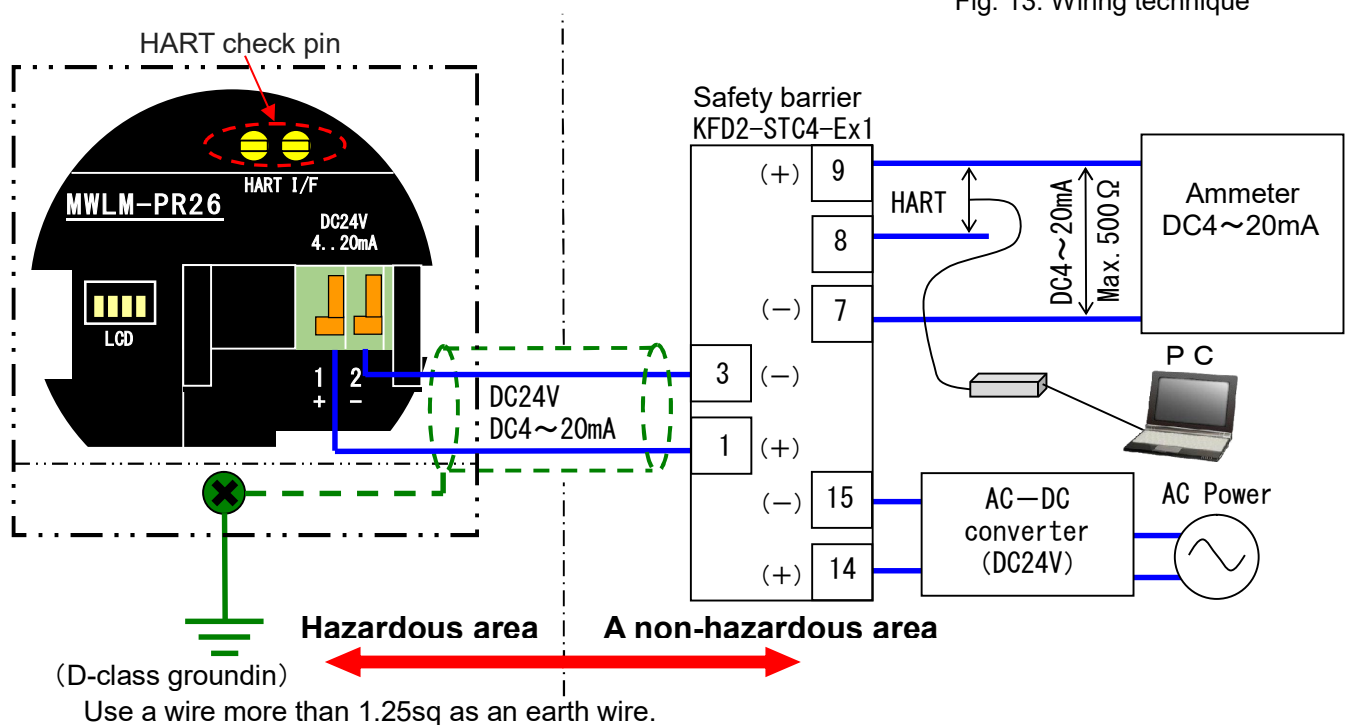 Fig. 13. Wiring technique
HART check pin
HART I/F
MWLM-PR26
DC24V
4..20mA
LCD
1 2
+ −
DC24V
DC4～20mA
Safety barrier
KFD2-STC4-Ex1
(+) 9
8
(−) 7
3 (−)
1 (+)
(−) 15
(+) 14
HART
DC4～20mA
Max. 500Ω
Ammeter
DC4～20mA
PC
AC－DC
converter
(DC24V)
AC Power
Hazardous area
A non-hazardous area
（D-class groundin）
Use a wire more than 1.25sq as an earth wire.